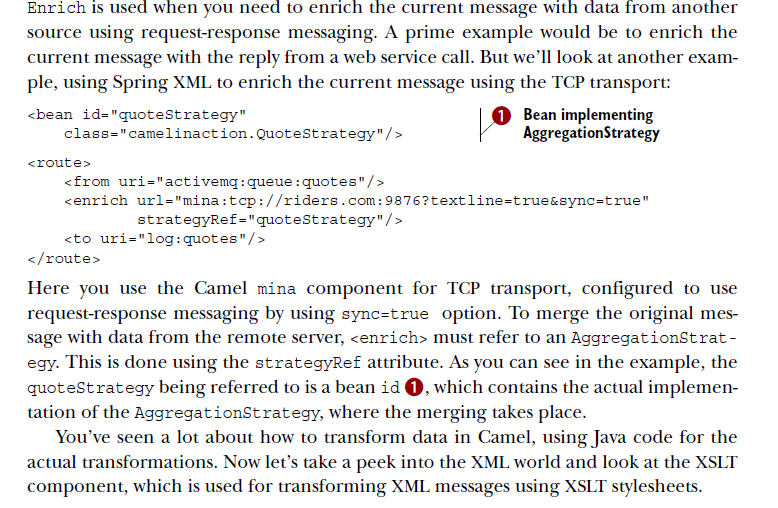 Enrich is used when you need to enrich the current message with data from another
source using request-response messaging. A prime example would be to enrich the
current message with the reply from a web service call. But we'll look at another exam-
ple, using Spring XML to enrich the current message using the TCP transport:
<bean id="quoteStrategy"
    class="camelinaction.QuoteStrategy"/>
1 Bean implementing
AggregationStrategy
<route>
    <from uri="activemq:queue:quotes"/>
    <enrich url="mina:tcp://riders.com:9876?textline=true&sync=true"
            strategyRef="quoteStrategy"/>
    <to uri="log:quotes"/>
</route>
Here you use the Camel mina component for TCP transport, configured to use
request-response messaging by using sync=true option. To merge the original mes-
sage with data from the remote server, <enrich> must refer to an AggregationStrat-
egy. This is done using the strategyRef attribute. As you can see in the example, the
quoteStrategy being referred to is a bean id 1, which contains the actual implemen-
tation of the AggregationStrategy, where the merging takes place.
You've seen a lot about how to transform data in Camel, using Java code for the
actual transformations. Now let's take a peek into the XML world and look at the XSLT
component, which is used for transforming XML messages using XSLT stylesheets.